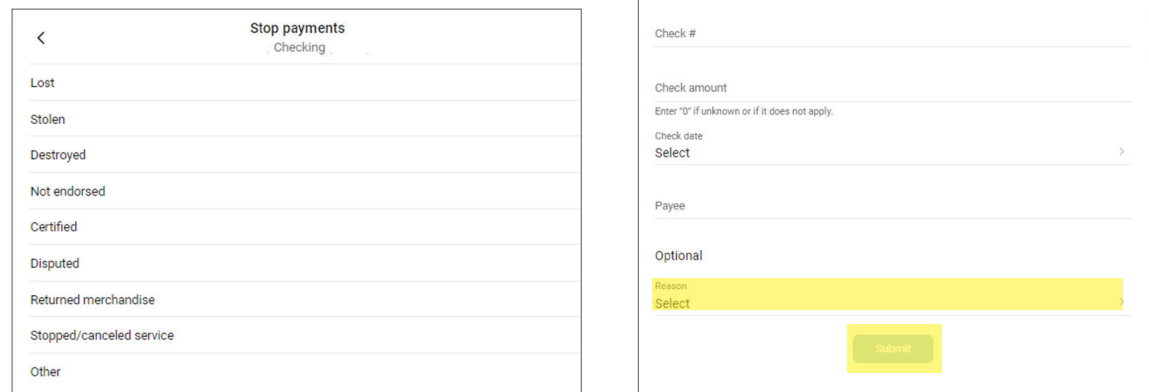 Stop payments
Checking
Lost
Stolen
Destroyed
Not endorsed
Certified
Disputed
Returned merchandise
Stopped/canceled service
Other
Check #
Check amount
Enter "0" if unknown or if it does not apply.
Check date
Select
Payee
Optional
Reason
Select
Submit